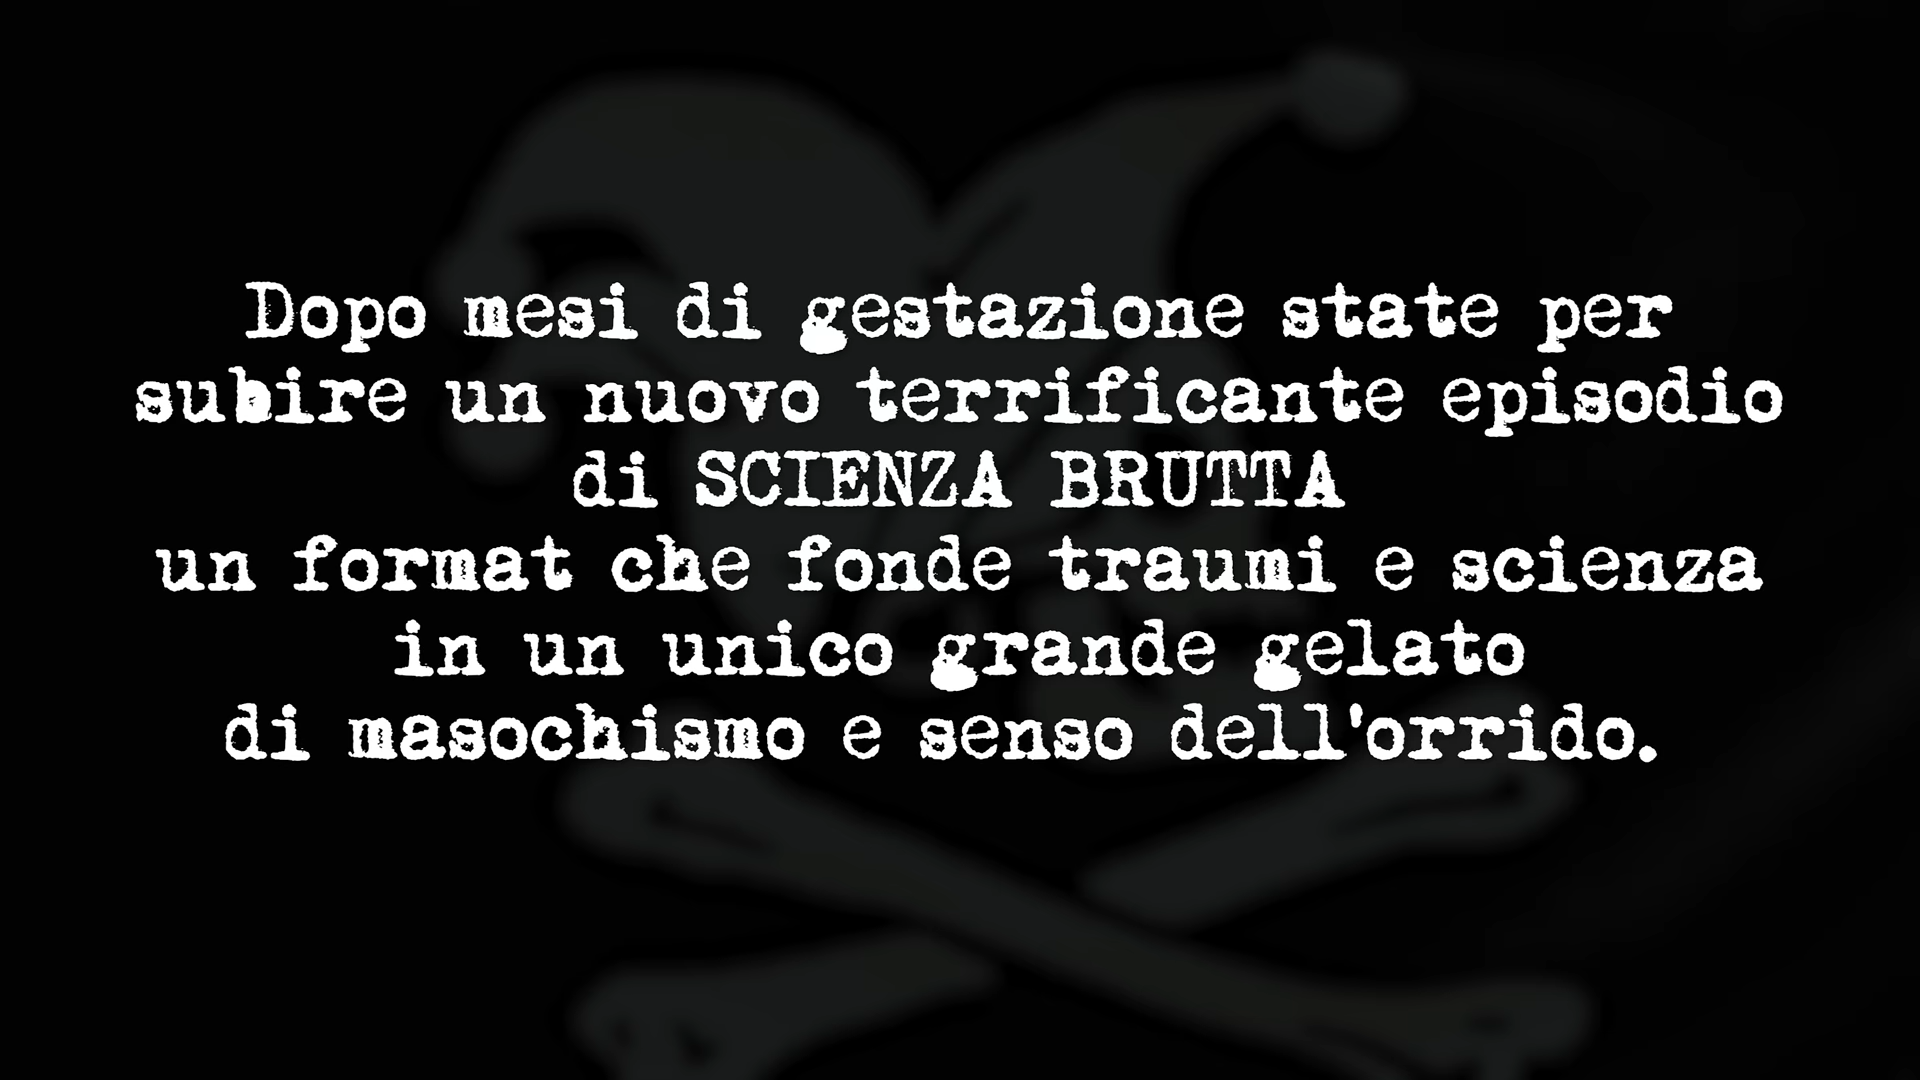 Dopo mesi di gestazione state per
subire un nuovo terrificante episodio
di SCIENZA BRUTTA
un format che fonde traumi e scienza
in un unico grande gelato
di masochismo e senso dell'orrido.